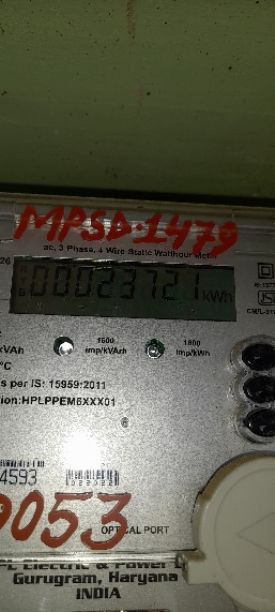 MPSD-1479
ac, 3 Phase, 4 Wire Static Watthour Meter
00023721 kWh
kVAh
1600
imp/kVAh
1600
imp/kWh
°C
s per IS: 15959:2011
ion:HPLPPEM6XXX01
4593
9053
OPTICAL PORT
PL Electric & Power
Gurugram, Haryana
INDIA